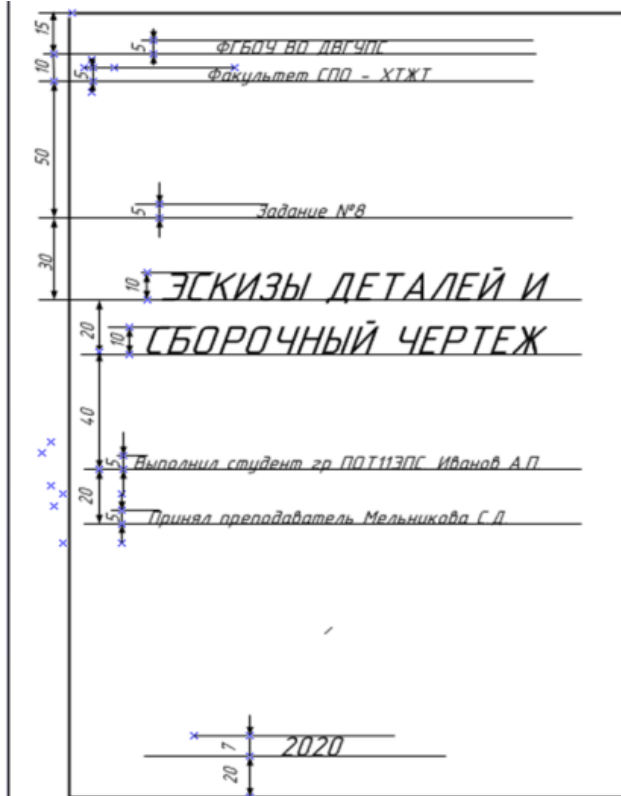 15
5
ФГБОУ ВО ДВГУПС
10
5
Факультет СПО - ХТЖТ
50
5
Задание №8
30
10
ЭСКИЗЫ ДЕТАЛЕЙ И
20
10
СБОРОЧНЫЙ ЧЕРТЕЖ
40
5
Выполнил студент гр ПОТ11ЭПС Иванов А.П.
20
5
Принял преподаватель Мельникова С.Д.
7
2020
20